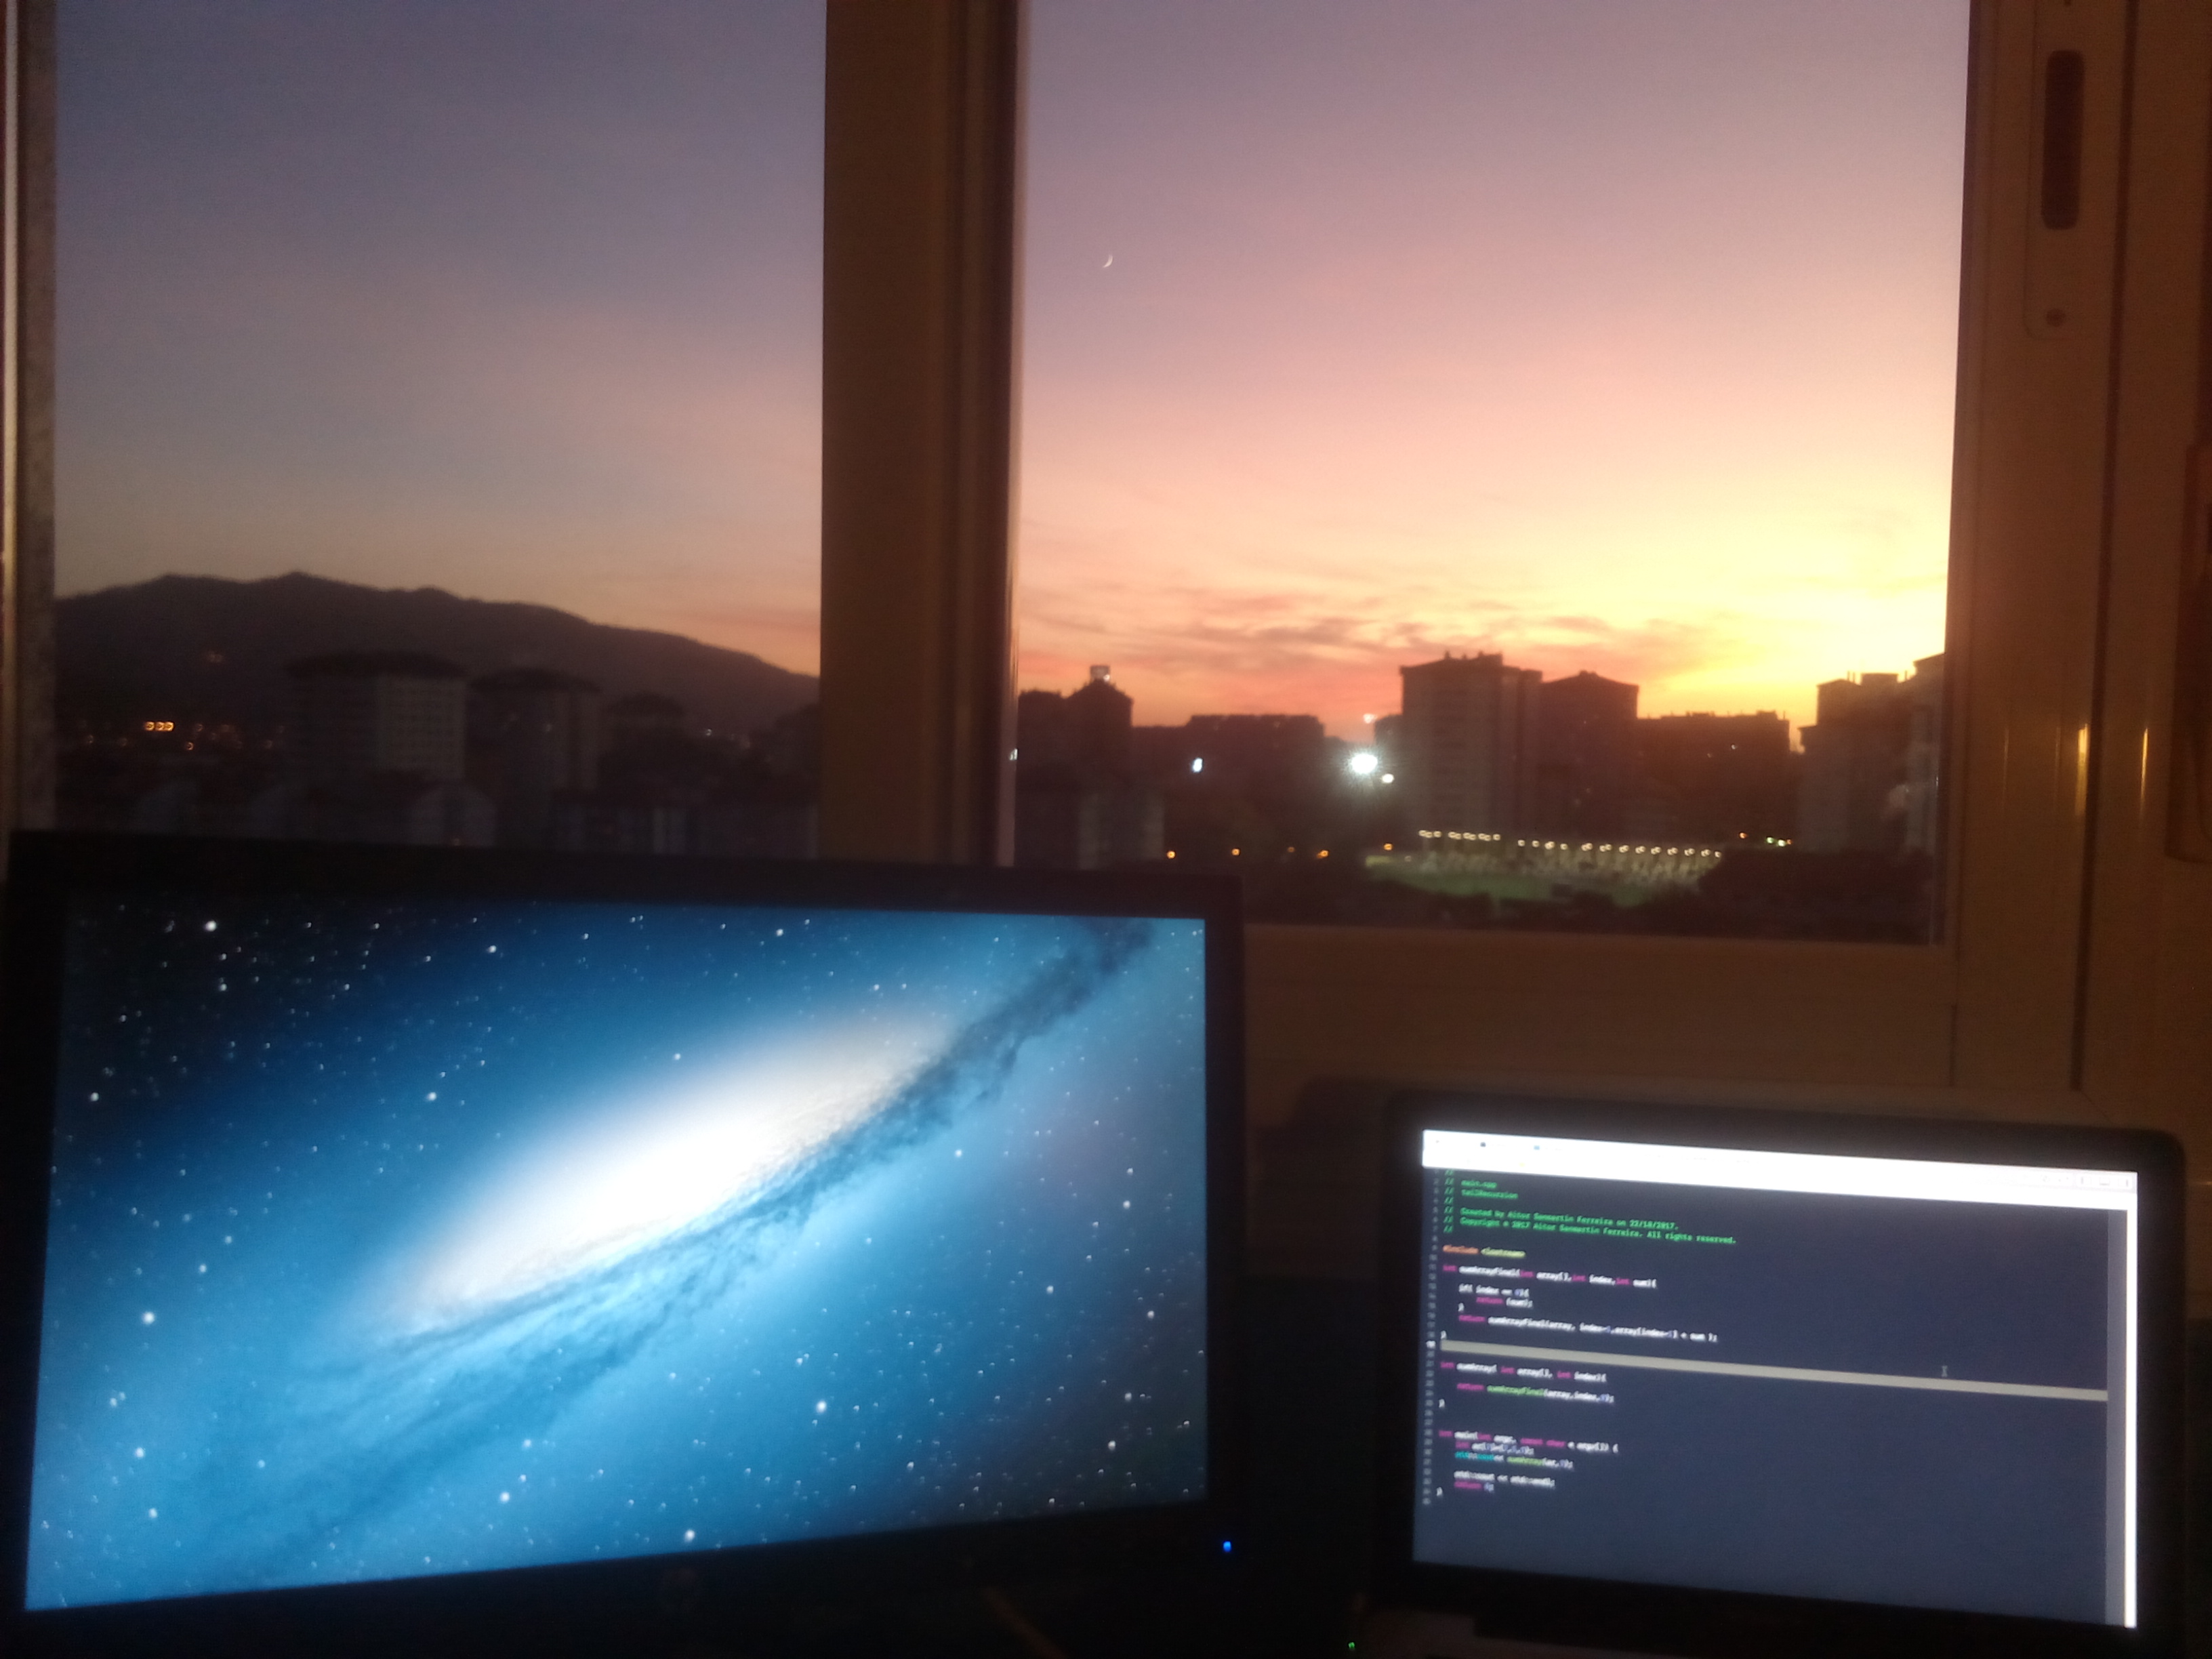 //
// main.cpp
// tailRecursion
//
// Created by Aitor Sanmartin Ferreira on 22/10/2017.
// Copyright © 2017 Aitor Sanmartin Ferreira. All rights reserved.
//
#include <iostream>
int sumArrayFinal(int array[],int index,int sum){
if( index == 0){
return (sum);
}
return sumArrayFinal(array, index-1,array[index-1] + sum );
}
int sumArray( int array[], int index){
return sumArrayFinal(array,index,0);
}
int main(int argc, const char * argv[]) {
std::cout << std::endl;
return 0;
}